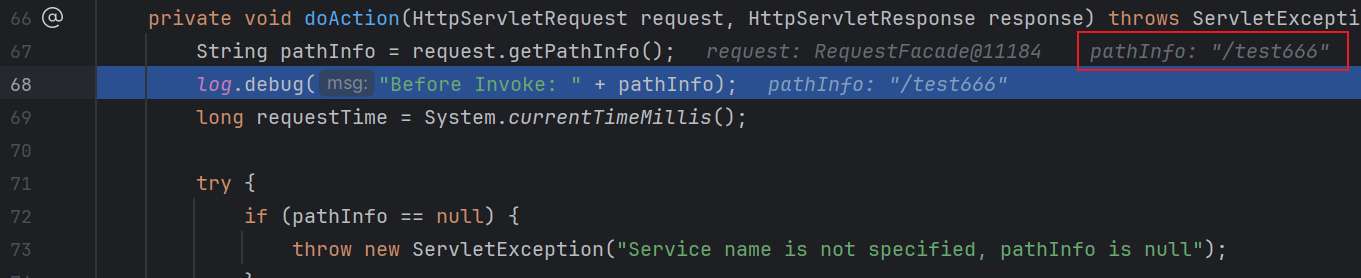 66 @ private void doAction(HttpServletRequest request, HttpServletResponse response) throws ServletExcepti
67 String pathInfo = request.getPathInfo(); request: RequestFacade@11184 pathInfo: "/test666"
68 log.debug( msg: "Before Invoke: " + pathInfo); pathInfo: "/test666"
69 long requestTime = System.currentTimeMillis();
70
71 try {
72 if (pathInfo == null) {
73 throw new ServletException("Service name is not specified, pathInfo is null");